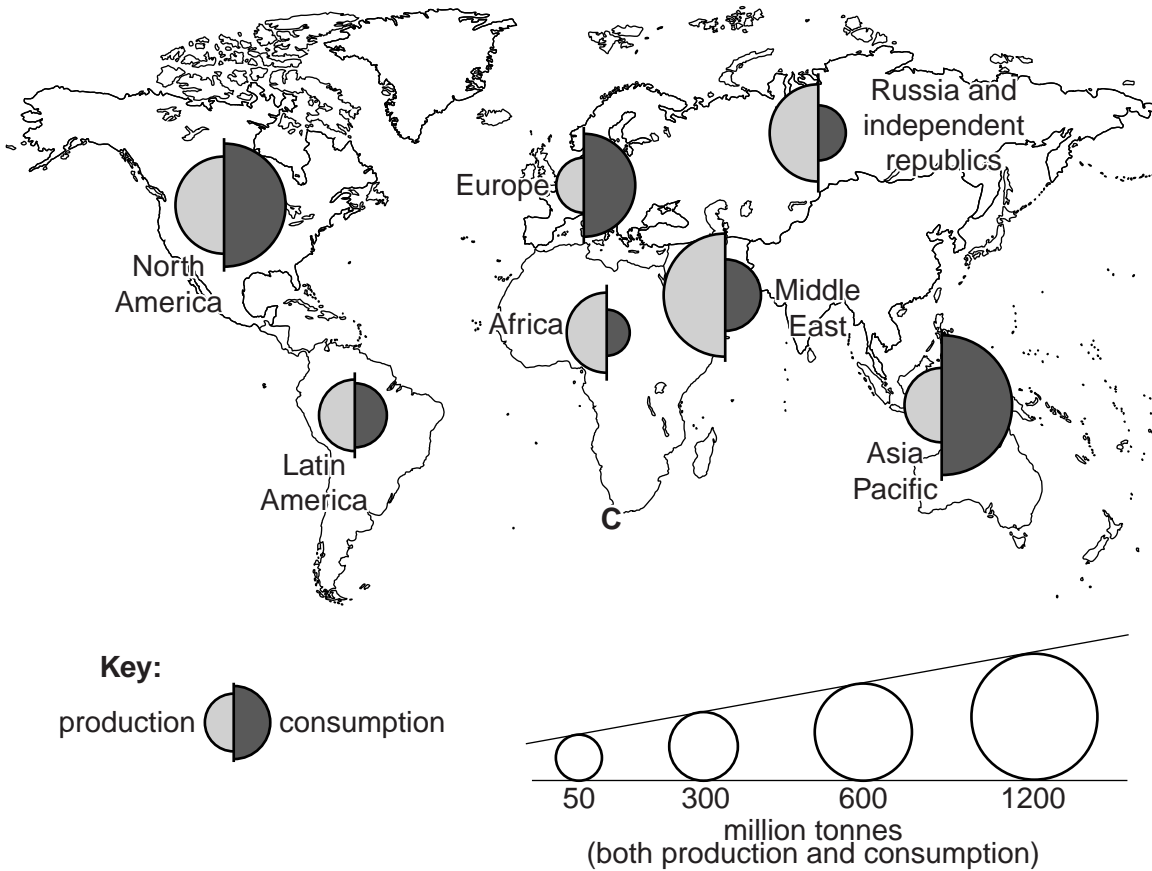 Russia and
independent
republics
Europe
North
America
Africa
Middle
East
Latin
America
Asia
Pacific
C
Key:
production
consumption
50 300 600 1200
million tonnes
(both production and consumption)